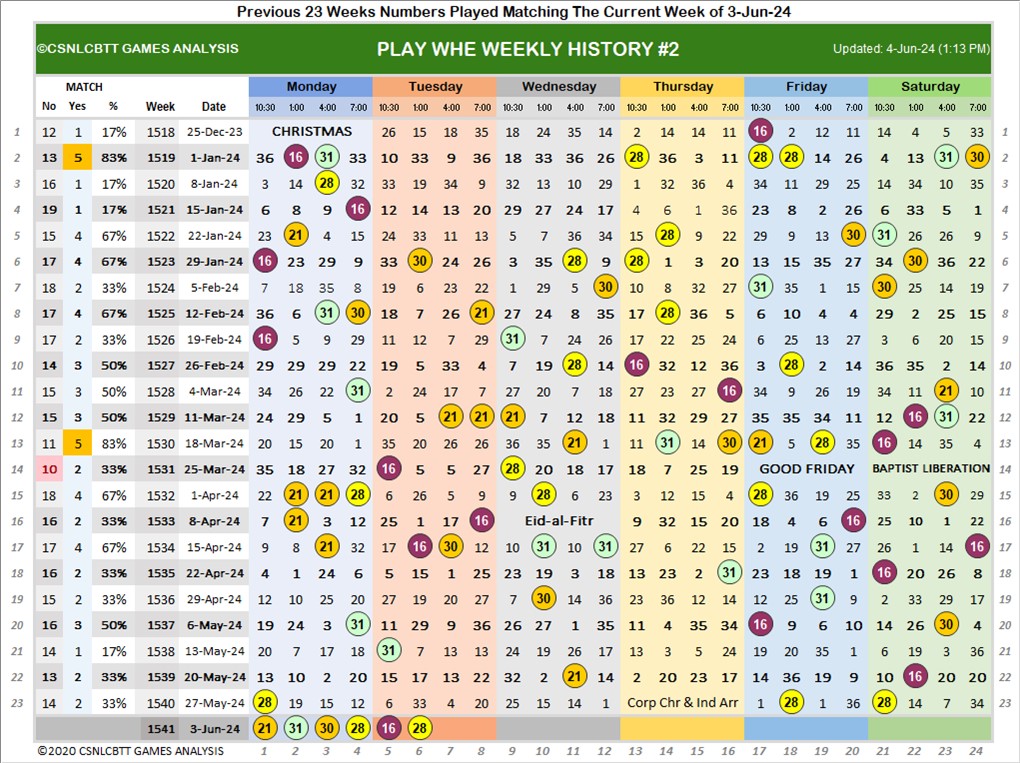 Previous 23 Weeks Numbers Played Matching The Current Week of 3-Jun-24
©CSNLCBTT GAMES ANALYSIS PLAY WHE WEEKLY HISTORY #2 Updated: 4-Jun-24 (1:13 PM)
MATCH Monday Tuesday Wednesday Thursday Friday Saturday
No Yes % Week Date 10:30 1:00 4:00 7:00 10:30 1:00 4:00 7:00 10:30 1:00 4:00 7:00 10:30 1:00 4:00 7:00 10:30 1:00 4:00 7:00 10:30 1:00 4:00 7:00
1 12 1 17% 1518 25-Dec-23 CHRISTMAS 26 15 18 35 18 24 35 14 2 14 14 11 16 2 12 11 14 4 5 33 1
2 13 5 83% 1519 1-Jan-24 36 16 31 33 10 33 9 36 18 33 36 26 28 36 3 11 28 28 14 26 4 13 31 30 2
3 16 1 17% 1520 8-Jan-24 3 14 28 32 33 19 34 9 32 13 10 29 1 32 36 4 34 11 29 25 14 34 10 35 3
4 19 1 17% 1521 15-Jan-24 6 8 9 16 12 14 13 20 29 27 24 17 4 6 1 36 23 8 2 26 6 33 5 1 4
5 15 4 67% 1522 22-Jan-24 23 21 4 15 24 33 11 13 5 7 36 22 15 28 9 22 29 9 13 30 31 26 26 9 5
6 17 4 67% 1523 29-Jan-24 16 23 29 9 33 30 24 26 3 35 28 9 28 1 3 20 13 15 35 27 34 30 36 22 6
7 18 2 33% 1524 5-Feb-24 7 18 35 8 19 6 23 22 1 29 5 30 10 8 32 27 31 35 1 15 30 25 14 19 7
8 17 4 67% 1525 12-Feb-24 36 6 31 30 18 7 26 21 27 24 8 35 17 28 36 5 6 10 4 4 29 2 25 15 8
9 17 2 33% 1526 19-Feb-24 16 5 9 29 11 12 7 29 31 7 24 26 17 22 25 24 6 25 13 27 3 6 20 15 9
10 14 3 50% 1527 26-Feb-24 29 29 29 22 19 5 33 4 7 19 28 14 16 32 12 36 3 28 2 14 36 35 2 14 10
11 15 3 50% 1528 4-Mar-24 34 26 22 31 2 24 17 7 27 20 7 18 27 23 27 16 34 9 26 19 34 11 21 10 11
12 15 3 50% 1529 11-Mar-24 24 29 5 1 20 5 21 21 21 7 12 18 11 32 29 27 35 35 34 11 12 16 31 22 12
13 11 5 83% 1530 18-Mar-24 20 15 20 1 35 20 26 26 36 35 21 13 11 31 14 30 21 5 28 35 16 14 35 4 13
14 10 2 33% 1531 25-Mar-24 35 18 27 32 16 5 5 27 28 20 18 17 18 7 25 19 GOOD FRIDAY BAPTIST LIBERATION 14
15 18 4 67% 1532 1-Apr-24 22 21 21 28 6 26 5 9 9 28 6 23 3 12 15 4 28 36 19 25 33 2 30 29 15
16 16 2 33% 1533 8-Apr-24 7 21 3 12 25 1 17 16 Eid-al-Fitr 9 32 15 20 18 4 6 16 25 10 1 22 16
17 17 4 67% 1534 15-Apr-24 9 8 21 32 17 16 30 12 10 31 10 31 27 6 22 15 2 19 31 27 26 1 14 16 17
18 16 2 33% 1535 22-Apr-24 4 1 24 6 5 15 1 25 23 19 3 18 13 23 2 31 23 18 19 1 16 20 26 8 18
19 15 2 33% 1536 29-Apr-24 12 10 25 20 27 19 20 27 7 30 14 36 23 36 12 14 12 25 31 9 2 33 29 17 19
20 16 3 50% 1537 6-May-24 19 24 3 31 11 29 9 36 26 27 1 35 11 4 35 34 16 9 6 10 14 26 30 4 20
21 14 1 17% 1538 13-May-24 20 7 17 18 31 7 13 13 24 19 26 17 13 3 5 24 19 20 35 1 6 19 3 36 21
22 13 2 33% 1539 20-May-24 13 10 2 20 15 17 13 22 32 2 21 14 2 20 23 17 14 36 19 9 10 16 20 20 22
23 14 2 33% 1540 27-May-24 28 19 15 12 6 33 4 20 25 15 14 1 Corp Chr & Ind Arr 1 28 1 36 28 14 7 34 23
1541 3-Jun-24 21 31 30 28 16 28
©2020 CSNLCBTT GAMES ANALYSIS 1 2 3 4 5 6 7 8 9 10 11 12 13 14 15 16 17 18 19 20 21 22 23 24